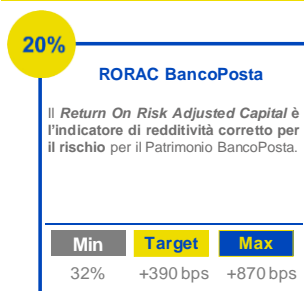 20%
RORAC BancoPosta
Il Return On Risk Adjusted Capital è
l'indicatore di redditività corretto per
il rischio per il Patrimonio BancoPosta.
Min Target Max
32% +390 bps +870 bps